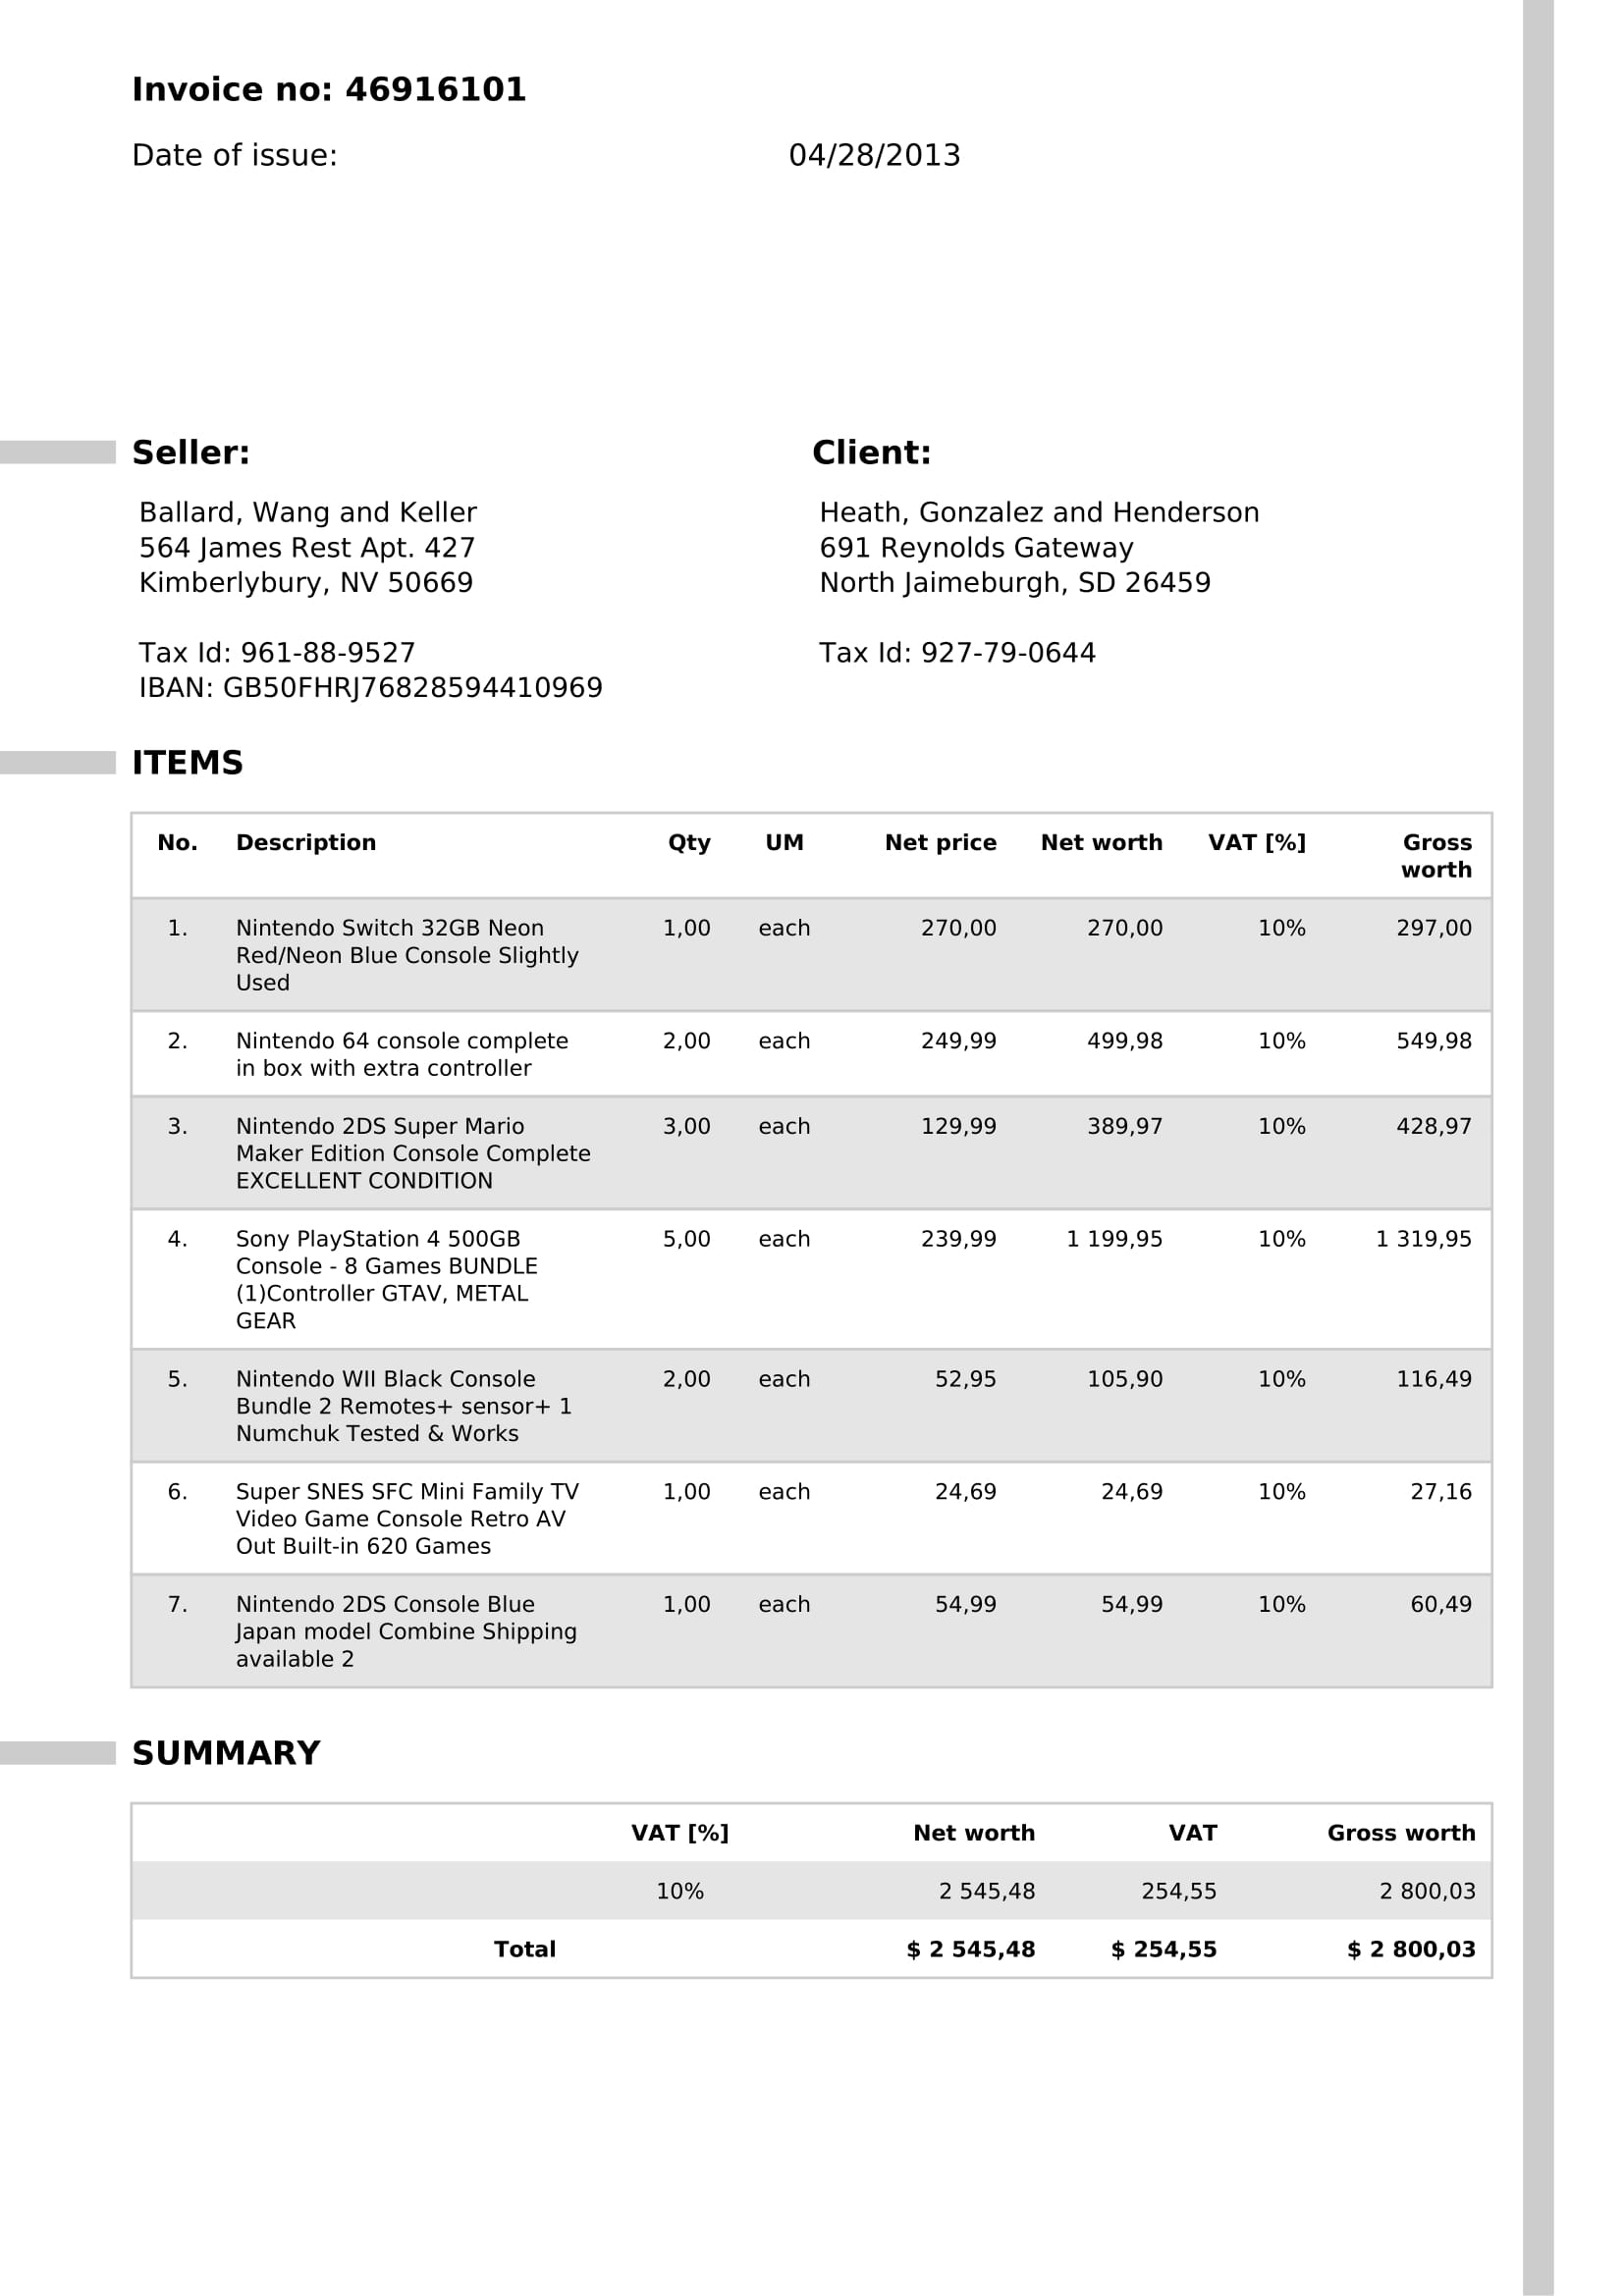 Invoice no: 46916101
Date of issue: 04/28/2013
Seller:
Ballard, Wang and Keller
564 James Rest Apt. 427
Kimberlybury, NV 50669
Tax Id: 961-88-9527
IBAN: GB50FHRJ76828594410969
Client:
Heath, Gonzalez and Henderson
691 Reynolds Gateway
North Jaimeburgh, SD 26459
Tax Id: 927-79-0644
ITEMS
No. Description Qty UM Net price Net worth VAT [%] Gross
worth
1. Nintendo Switch 32GB Neon 1,00 each 270,00 270,00 10% 297,00
Red/Neon Blue Console Slightly
Used
2. Nintendo 64 console complete 2,00 each 249,99 499,98 10% 549,98
in box with extra controller
3. Nintendo 2DS Super Mario 3,00 each 129,99 389,97 10% 428,97
Maker Edition Console Complete
EXCELLENT CONDITION
4. Sony PlayStation 4 500GB 5,00 each 239,99 1 199,95 10% 1 319,95
Console - 8 Games BUNDLE
(1)Controller GTAV, METAL
GEAR
5. Nintendo WII Black Console 2,00 each 52,95 105,90 10% 116,49
Bundle 2 Remotes+ sensor+ 1
Numchuk Tested & Works
6. Super SNES SFC Mini Family TV 1,00 each 24,69 24,69 10% 27,16
Video Game Console Retro AV
Out Built-in 620 Games
7. Nintendo 2DS Console Blue 1,00 each 54,99 54,99 10% 60,49
Japan model Combine Shipping
available 2
SUMMARY
VAT [%] Net worth VAT Gross worth
10% 2 545,48 254,55 2 800,03
Total $ 2 545,48 $ 254,55 $ 2 800,03